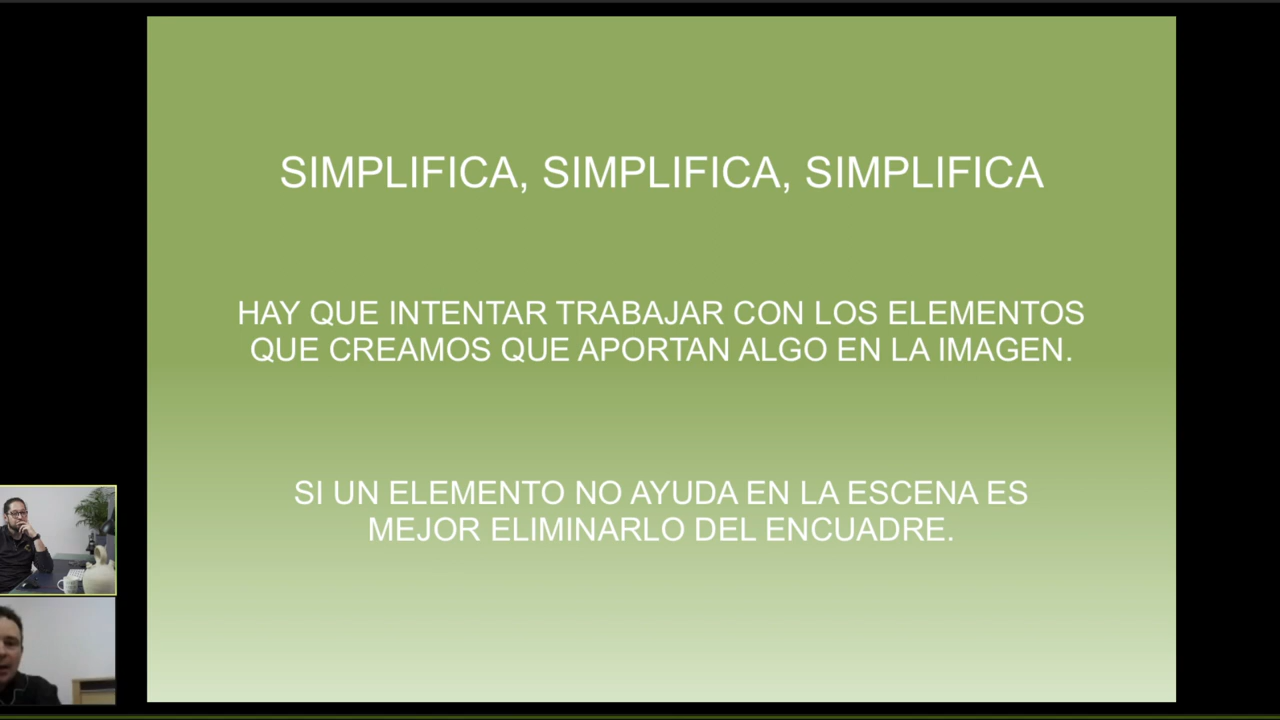 SIMPLIFICA, SIMPLIFICA, SIMPLIFICA
HAY QUE INTENTAR TRABAJAR CON LOS ELEMENTOS
QUE CREAMOS QUE APORTAN ALGO EN LA IMAGEN.
SI UN ELEMENTO NO AYUDA EN LA ESCENA ES
MEJOR ELIMINARLO DEL ENCUADRE.